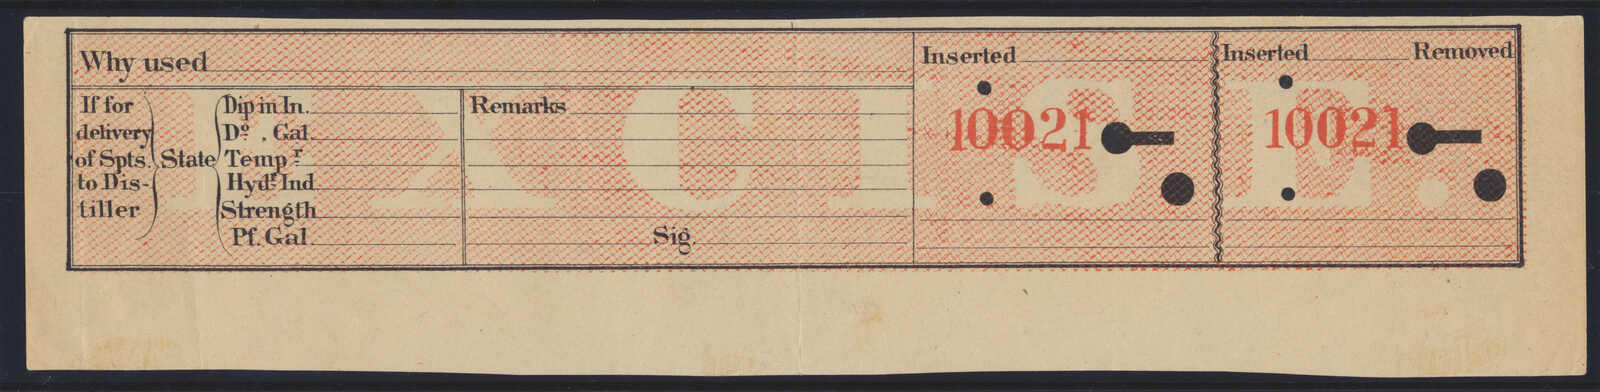 Why used
If for
delivery
of Spts.
to Dis-
tiller
State
Dip in In.
Do. Gal.
Tempr
Hydr Ind
Strength
Pf. Gal.
Remarks
Sig.
Inserted
10021
Inserted Removed
10021
EXCISE.